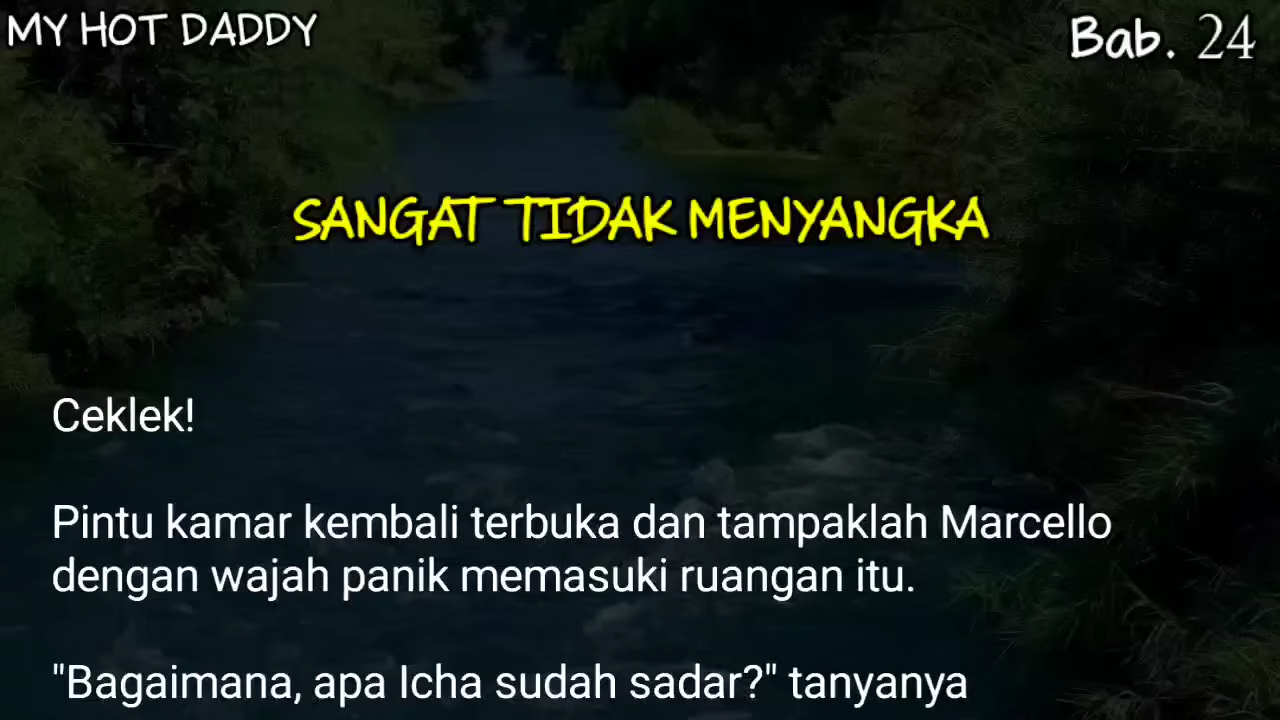 MY HOT DADDY
Bab. 24
SANGAT TIDAK MENYANGKA
Ceklek!
Pintu kamar kembali terbuka dan tampaklah Marcello
dengan wajah panik memasuki ruangan itu.
"Bagaimana, apa Icha sudah sadar?" tanyanya